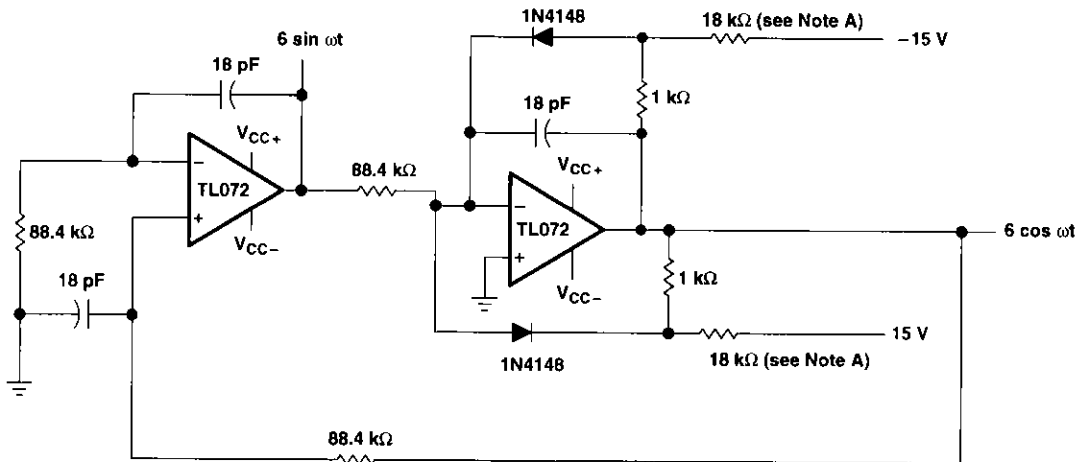 1N4148
18 kΩ (see Note A)
−15 V
6 sin ωt
18 pF
1 kΩ
18 pF
VCC+
88.4 kΩ
VCC+
−
TL072
+
VCC−
−
TL072
+
VCC−
6 cos ωt
88.4 kΩ
18 pF
1 kΩ
15 V
1N4148
18 kΩ (see Note A)
88.4 kΩ